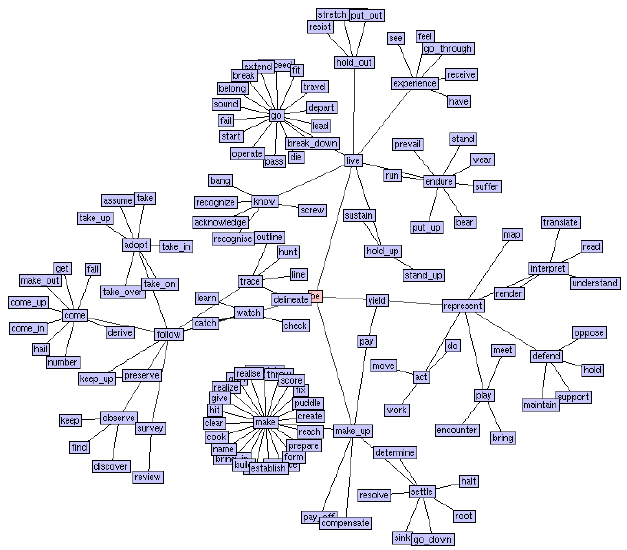 stretch
put_out
resist
hold_out
see
feel
go_through
experience
receive
have
extend
fit
break
belong
travel
sound
depart
go
lead
fail
start
break_down
operate
pass
die
live
prevail
stand
wear
run
endure
suffer
put_up
bear
bang
know
recognize
screw
acknowledge
recognise
sustain
hold_up
stand_up
assume
take
take_up
adopt
take_in
take_on
take_over
outline
hunt
trace
line
delineate
be
learn
watch
catch
check
get
fall
make_out
come_up
come
come_in
hail
number
derive
follow
keep_up
preserve
keep
observe
survey
find
discover
review
yield
pay
represent
map
translate
interpret
read
render
understand
defend
oppose
hold
support
maintain
do
move
act
work
meet
play
encounter
bring
realise
score
realize
fix
give
puddle
hit
create
clear
make
reach
cook
prepare
name
form
establish
make_up
determine
resolve
settle
halt
root
sink
go_down
pay_off
compensate